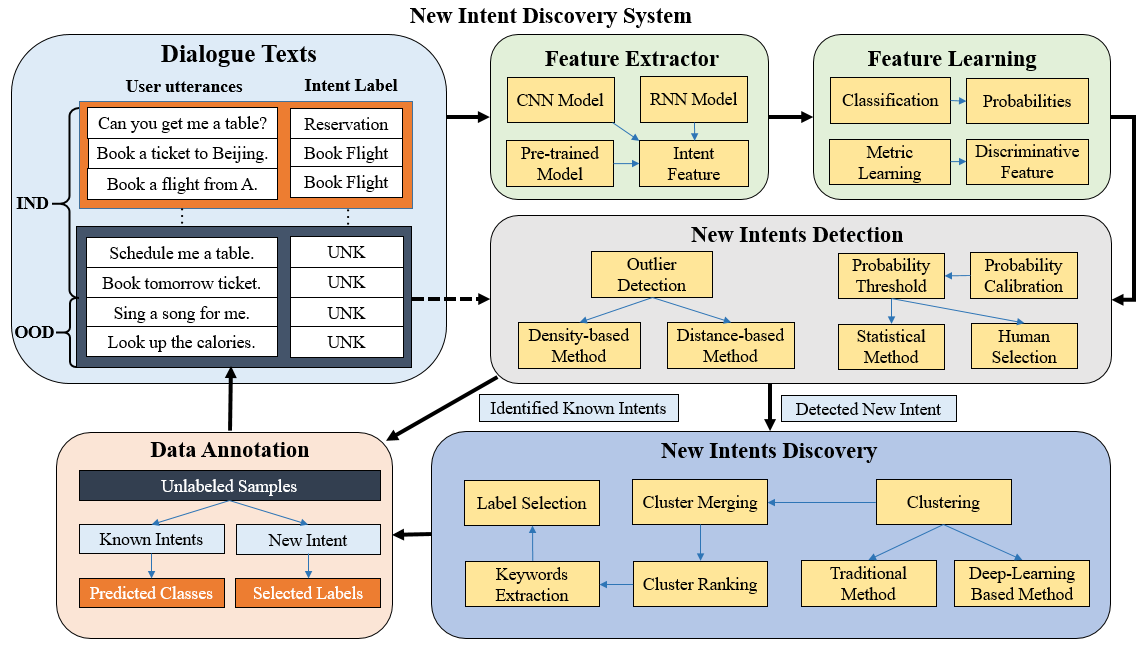 New Intent Discovery System
Dialogue Texts
User utterances
Intent Label
IND
Can you get me a table?
Reservation
Book a ticket to Beijing.
Book Flight
Book a flight from A.
Book Flight
Schedule me a table.
UNK
Book tomorrow ticket.
UNK
OOD
Sing a song for me.
UNK
Look up the calories.
UNK
Feature Extractor
CNN Model
RNN Model
Pre-trained
Model
Intent
Feature
Feature Learning
Classification
Probabilities
Metric
Learning
Discriminative
Feature
New Intents Detection
Outlier
Detection
Density-based
Method
Distance-based
Method
Probability
Threshold
Probability
Calibration
Statistical
Method
Human
Selection
Identified Known Intents
Detected New Intent
Data Annotation
Unlabeled Samples
Known Intents
New Intent
Predicted Classes
Selected Labels
New Intents Discovery
Label Selection
Cluster Merging
Clustering
Keywords
Extraction
Cluster Ranking
Traditional
Method
Deep-Learning
Based Method